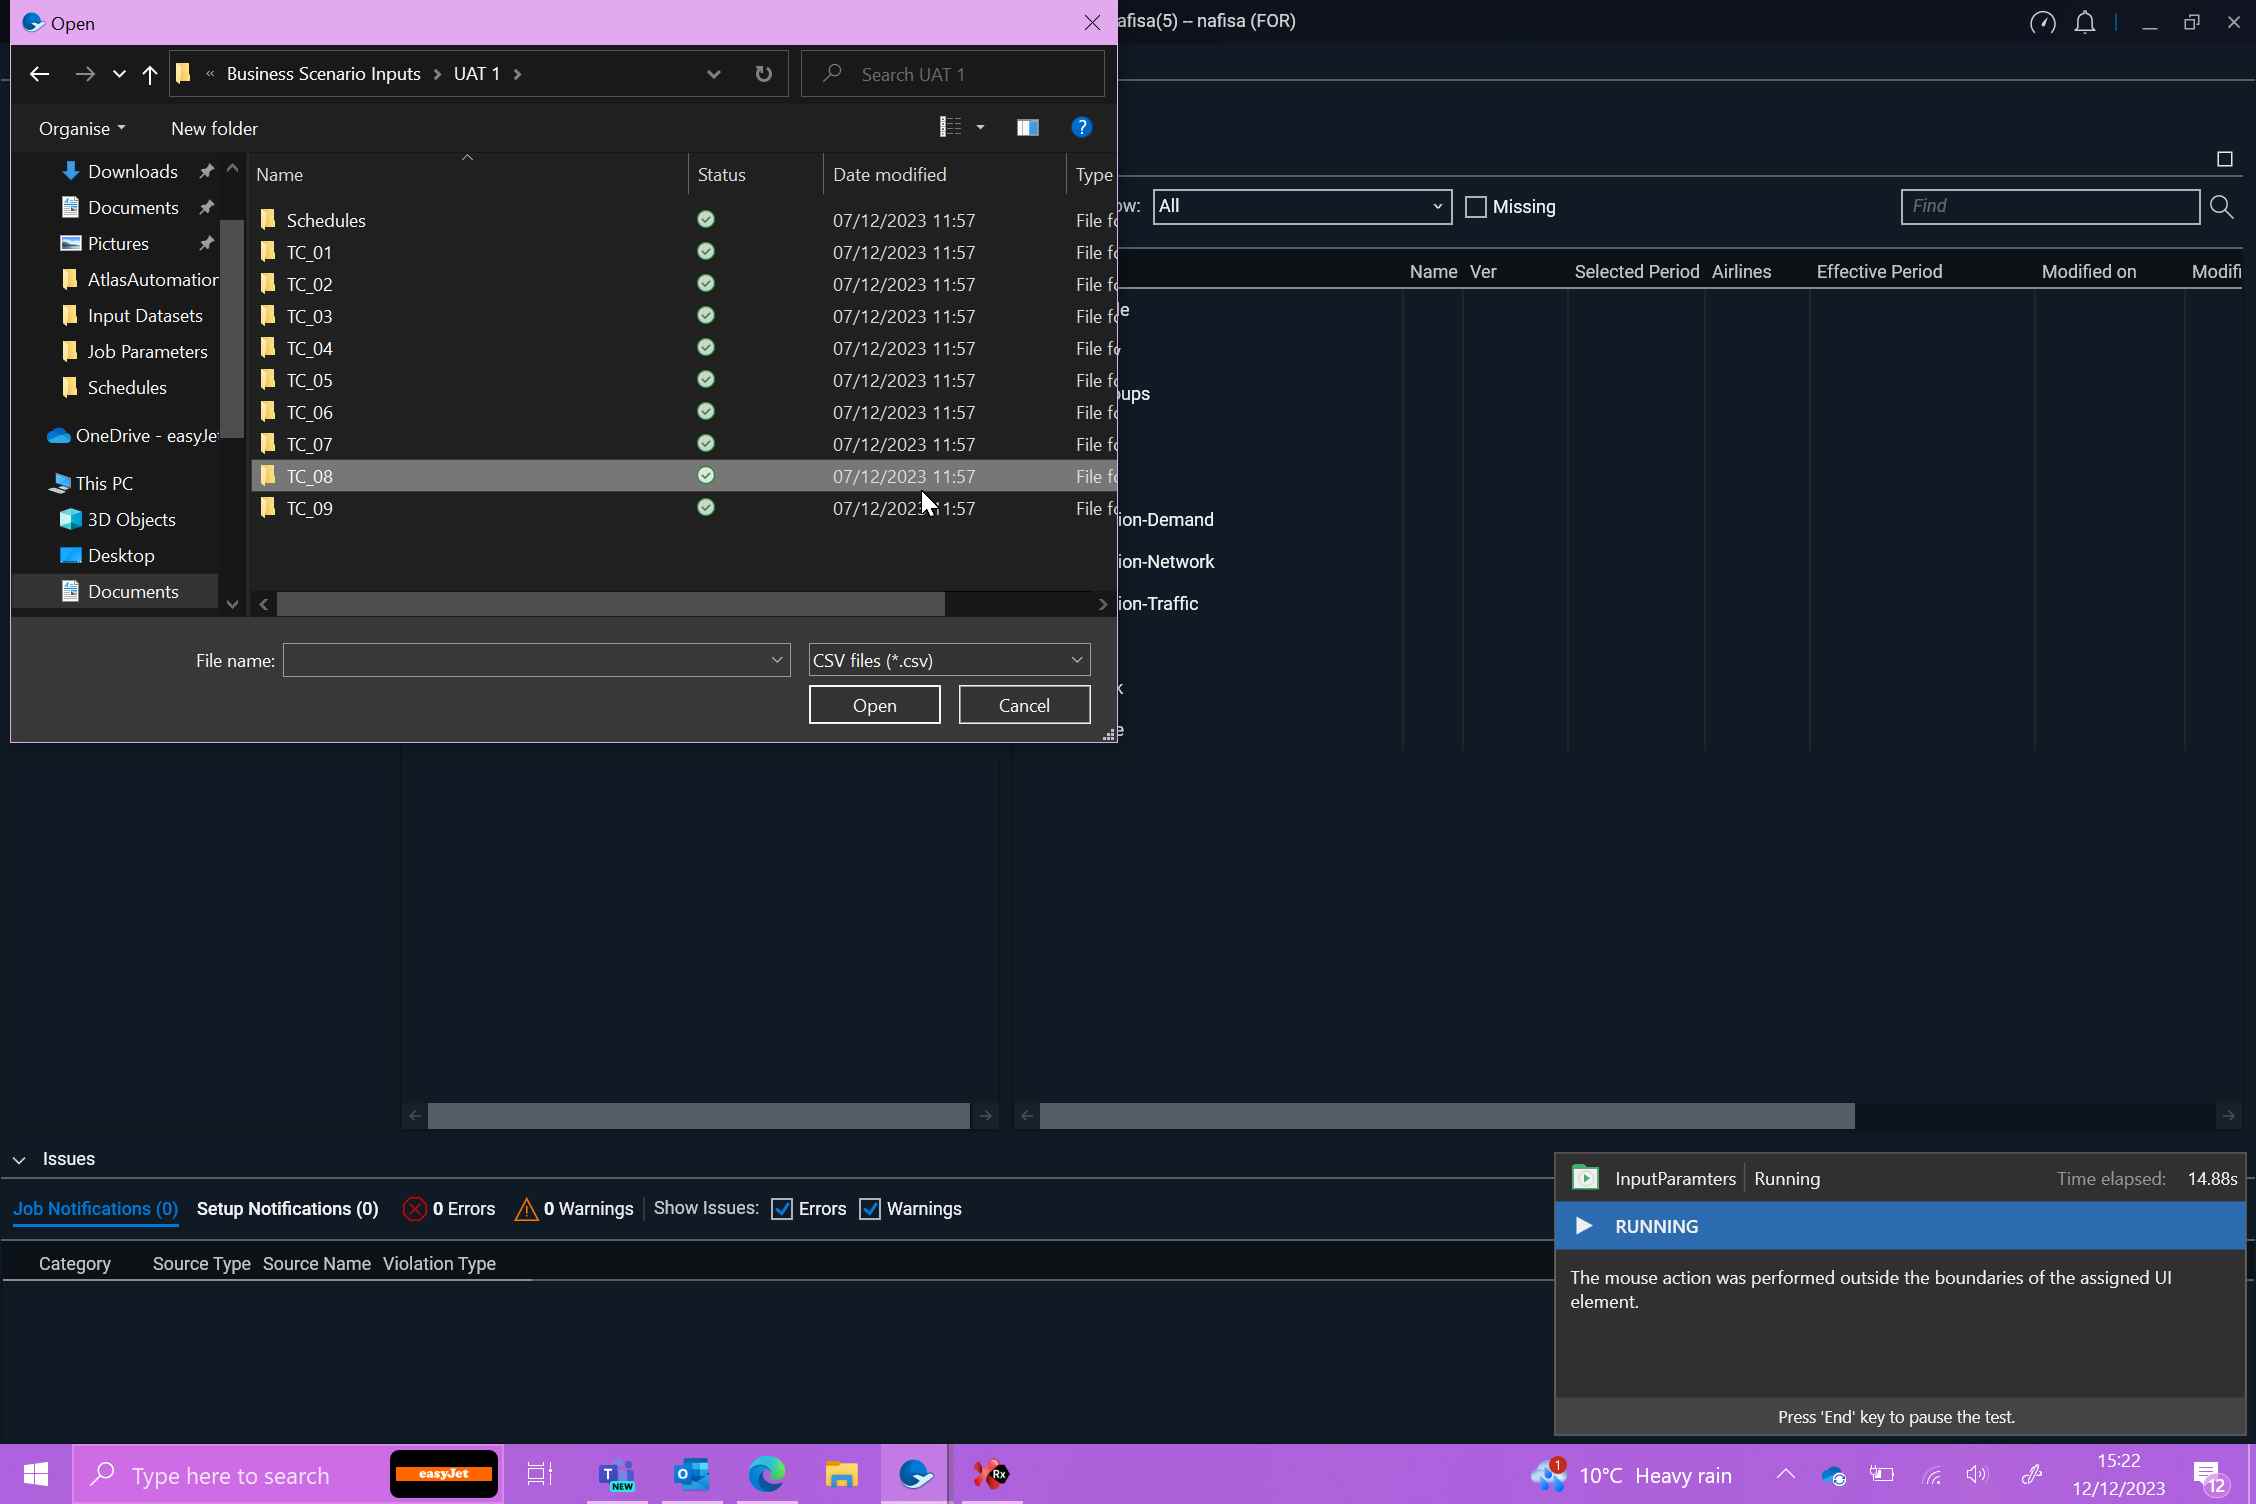 Open
afisa(5) – nafisa (FOR)
« Business Scenario Inputs > UAT 1 >
Search UAT 1
Organise
New folder
?
Downloads
Documents
Pictures
AtlasAutomation
Input Datasets
Job Parameters
Schedules
OneDrive - easyJe
This PC
3D Objects
Desktop
Documents
Name Status Date modified Type
Schedules 07/12/2023 11:57 File fo
TC_01 07/12/2023 11:57 File fo
TC_02 07/12/2023 11:57 File fo
TC_03 07/12/2023 11:57 File fo
TC_04 07/12/2023 11:57 File fo
TC_05 07/12/2023 11:57 File fo
TC_06 07/12/2023 11:57 File fo
TC_07 07/12/2023 11:57 File fo
TC_08 07/12/2023 11:57 File fo
TC_09 07/12/2023 11:57 File fo
File name:
CSV files (*.csv)
Open Cancel
ow: All Missing Find
Name Ver Selected Period Airlines Effective Period Modified on Modifi
e
ups
ion-Demand
ion-Network
ion-Traffic
k
e
Issues
Job Notifications (0) Setup Notifications (0) 0 Errors 0 Warnings Show Issues: Errors Warnings
Category Source Type Source Name Violation Type
InputParamters Running Time elapsed: 14.88s
RUNNING
The mouse action was performed outside the boundaries of the assigned UI
element.
Press 'End' key to pause the test.
Type here to search
easyJet
T NEW
O
Rx
1
10°C Heavy rain
15:22
12/12/2023
12